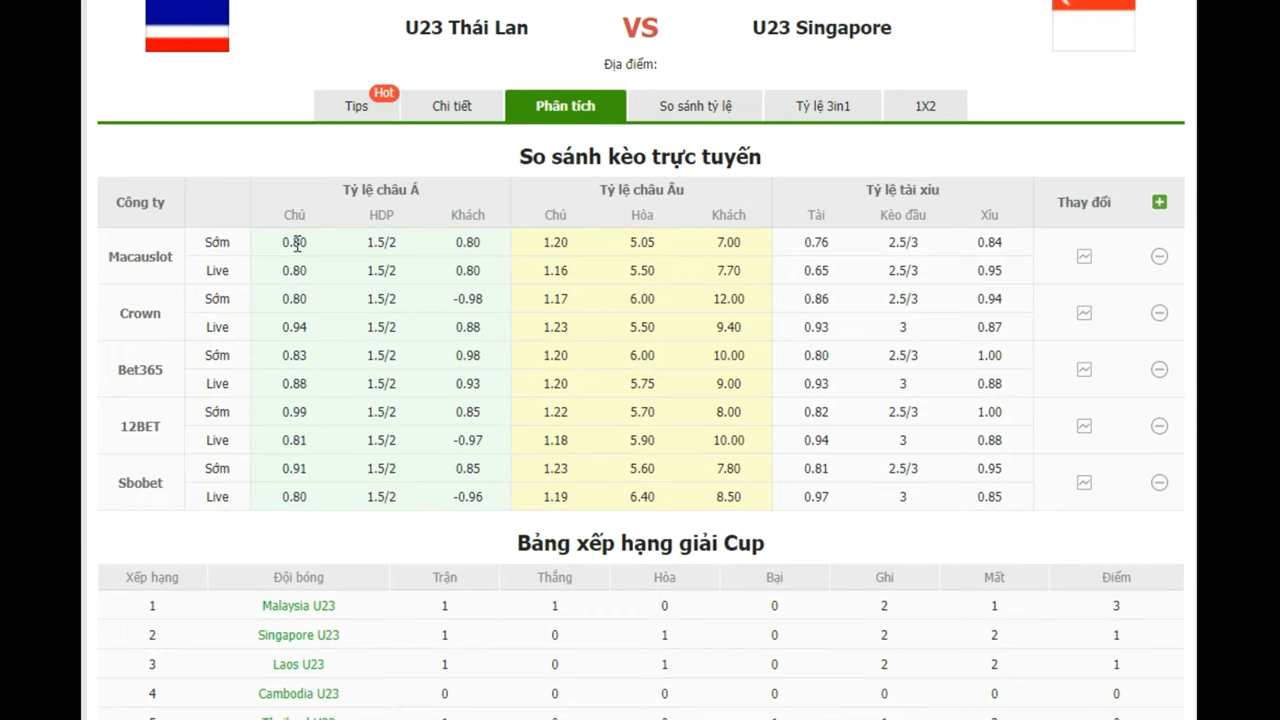 U23 Thái Lan VS U23 Singapore
Địa điểm:
Tips Hot Chi tiết Phân tích So sánh tỷ lệ Tỷ lệ 3in1 1X2
So sánh kèo trực tuyến
Công ty Tỷ lệ châu Á Tỷ lệ châu Âu Tỷ lệ tài xỉu Thay đổi
Chủ HDP Khách Chủ Hòa Khách Tài Kèo đầu Xỉu
Macauslot
Sớm 0.80 1.5/2 0.80 1.20 5.05 7.00 0.76 2.5/3 0.84
Live 0.80 1.5/2 0.80 1.16 5.50 7.70 0.65 2.5/3 0.95
Crown
Sớm 0.80 1.5/2 -0.98 1.17 6.00 12.00 0.86 2.5/3 0.94
Live 0.94 1.5/2 0.88 1.23 5.50 9.40 0.93 3 0.87
Bet365
Sớm 0.83 1.5/2 0.98 1.20 6.00 10.00 0.80 2.5/3 1.00
Live 0.88 1.5/2 0.93 1.20 5.75 9.00 0.93 3 0.88
12BET
Sớm 0.99 1.5/2 0.85 1.22 5.70 8.00 0.82 2.5/3 1.00
Live 0.81 1.5/2 -0.97 1.18 5.90 10.00 0.94 3 0.88
Sbobet
Sớm 0.91 1.5/2 0.85 1.23 5.60 7.80 0.81 2.5/3 0.95
Live 0.80 1.5/2 -0.96 1.19 6.40 8.50 0.97 3 0.85
Bảng xếp hạng giải Cup
Xếp hạng Đội bóng Trận Thắng Hòa Bại Ghi Mất Điểm
1 Malaysia U23 1 1 0 0 2 1 3
2 Singapore U23 1 0 1 0 2 2 1
3 Laos U23 1 0 1 0 2 2 1
4 Cambodia U23 0 0 0 0 0 0 0